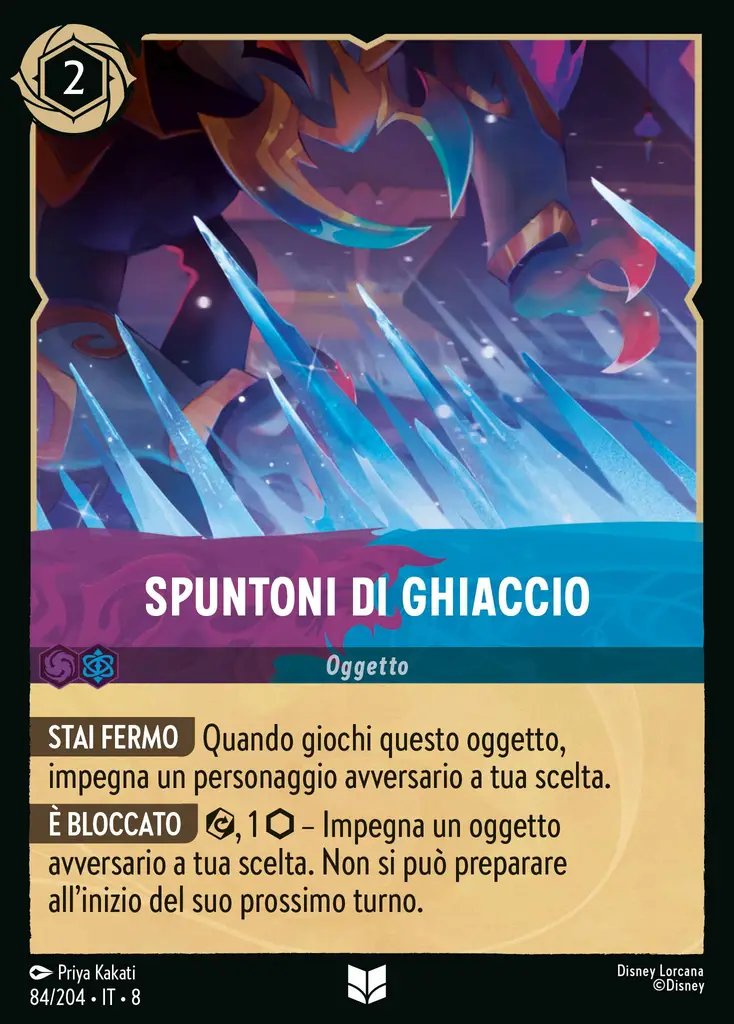 2
SPUNTONI DI GHIACCIO
Oggetto
STAI FERMO Quando giochi questo oggetto,
impegna un personaggio avversario a tua scelta.
È BLOCCATO , 1 – Impegna un oggetto
avversario a tua scelta. Non si può preparare
all’inizio del suo prossimo turno.
Priya Kakati
84/204 • IT • 8
Disney Lorcana
©Disney